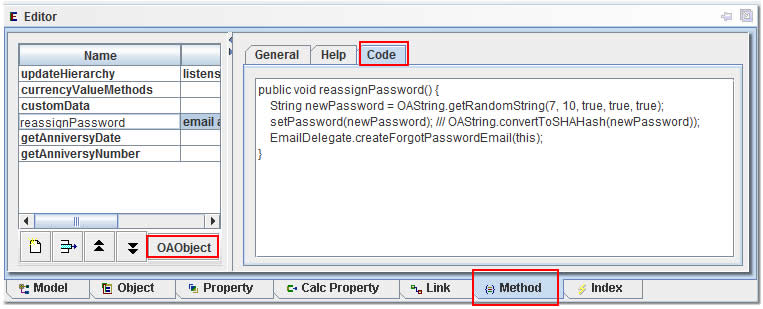 E Editor
Name
updateHierarchy listens
currencyValueMethods
customData
reassignPassword email a
getAnniversyDate
getAnniversyNumber
OAObject
General Help Code
public void reassignPassword() {
String newPassword = OAString.getRandomString(7, 10, true, true, true);
setPassword(newPassword); /// OAString.convertToSHAHash(newPassword));
EmailDelegate.createForgotPasswordEmail(this);
}
Model Object Property Calc Property Link Method Index